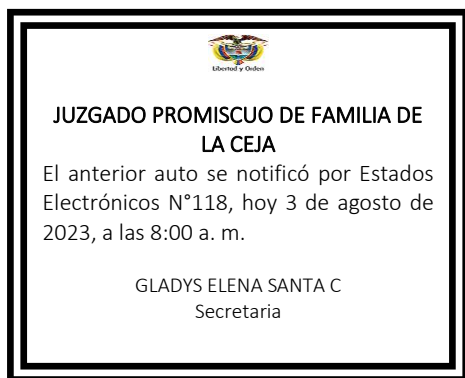 Libertad y Orden
JUZGADO PROMISCUO DE FAMILIA DE
LA CEJA
El anterior auto se notificó por Estados
Electrónicos N°118, hoy 3 de agosto de
2023, a las 8:00 a. m.
GLADYS ELENA SANTA C
Secretaria